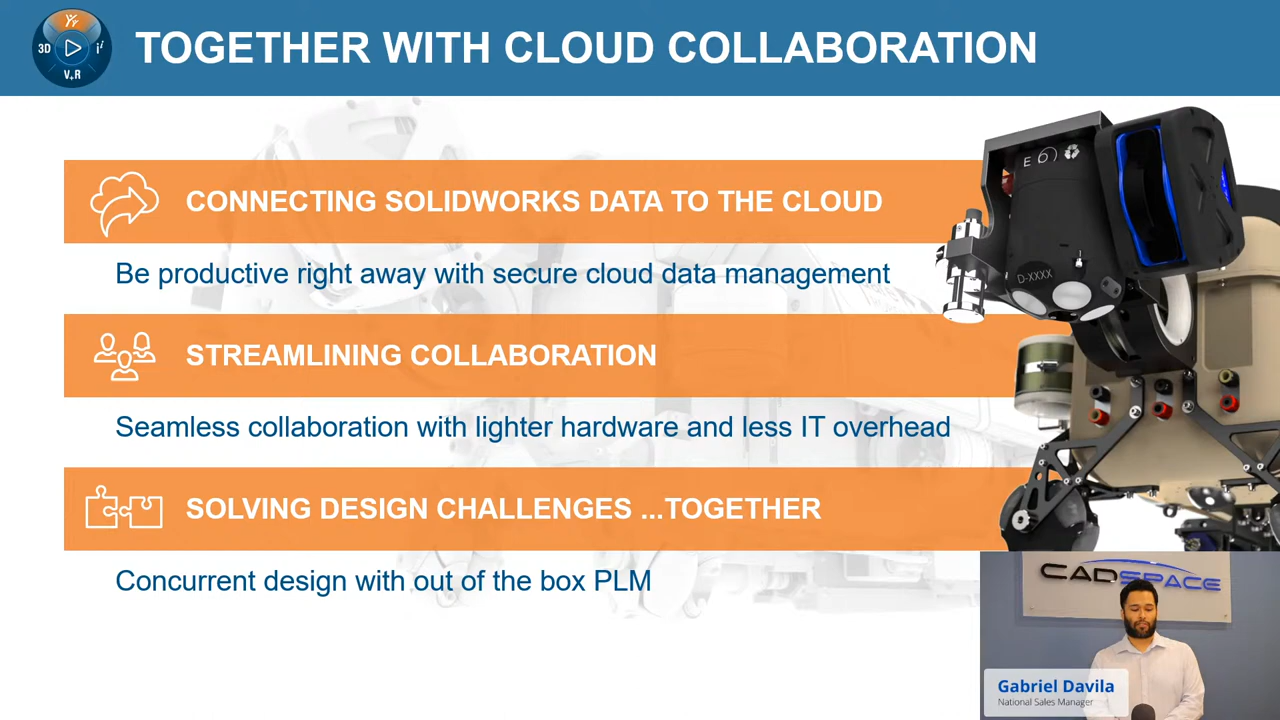 3D
V,R
TOGETHER WITH CLOUD COLLABORATION
CONNECTING SOLIDWORKS DATA TO THE CLOUD
Be productive right away with secure cloud data management
STREAMLINING COLLABORATION
Seamless collaboration with lighter hardware and less IT overhead
SOLVING DESIGN CHALLENGES ...TOGETHER
Concurrent design with out of the box PLM
D-XXXX
CADSPACE
Gabriel Davila
National Sales Manager